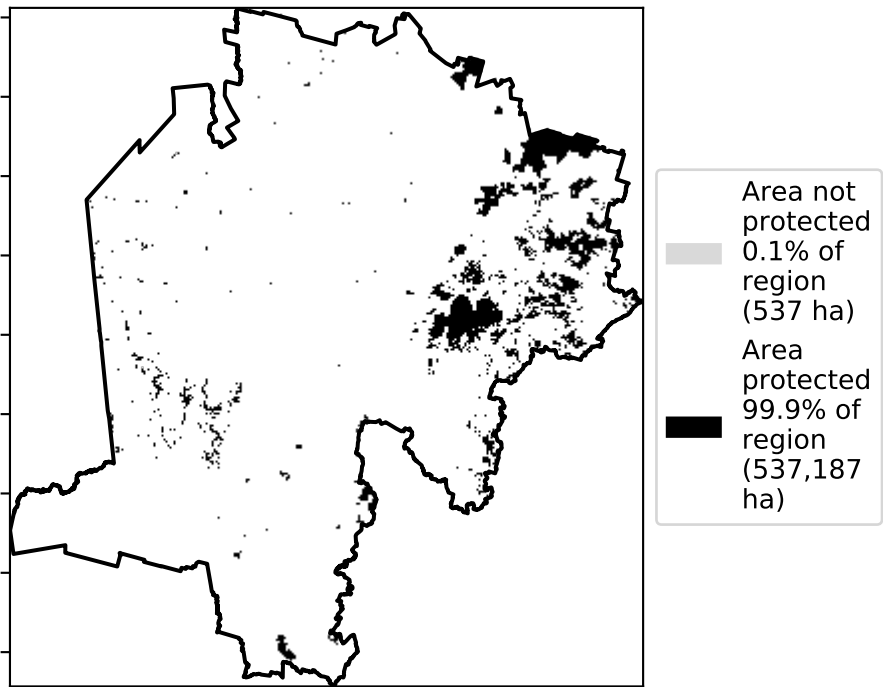 Area not
protected
0.1% of
region
(537 ha)
Area
protected
99.9% of
region
(537,187
ha)